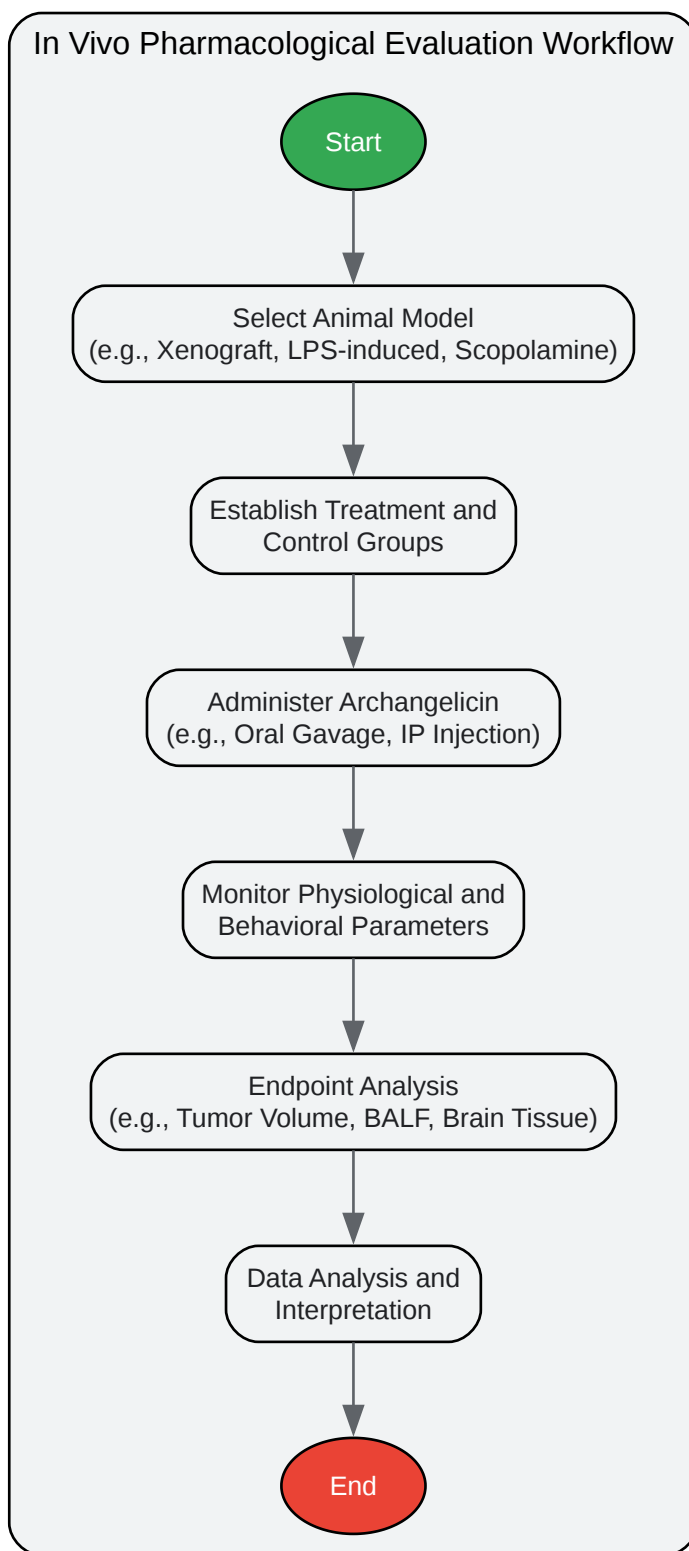 In Vivo Pharmacological Evaluation Workflow
Start
Select Animal Model
(e.g., Xenograft, LPS-induced, Scopolamine)
Establish Treatment and
Control Groups
Administer Archangelicin
(e.g., Oral Gavage, IP Injection)
Monitor Physiological and
Behavioral Parameters
Endpoint Analysis
(e.g., Tumor Volume, BALF, Brain Tissue)
Data Analysis and
Interpretation
End